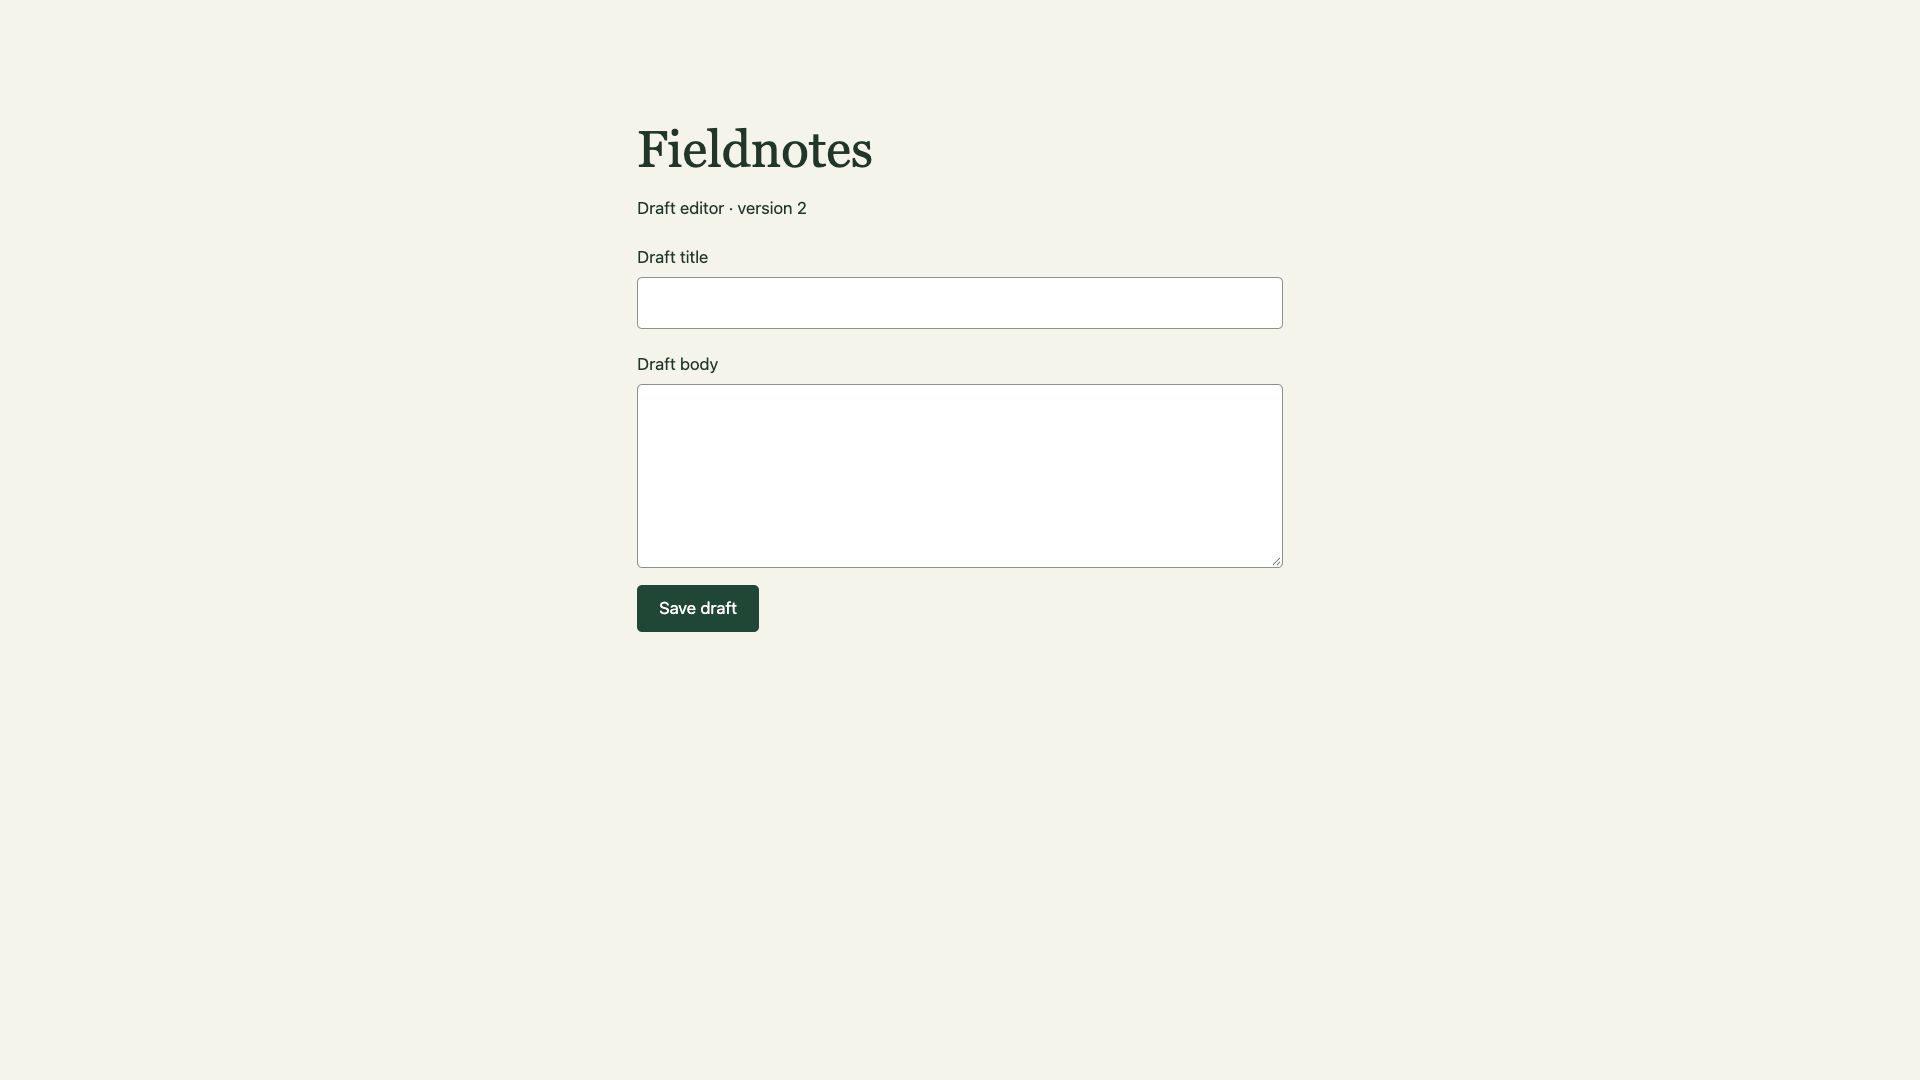 Fieldnotes
Draft editor · version 2
Draft title
Draft body
Save draft